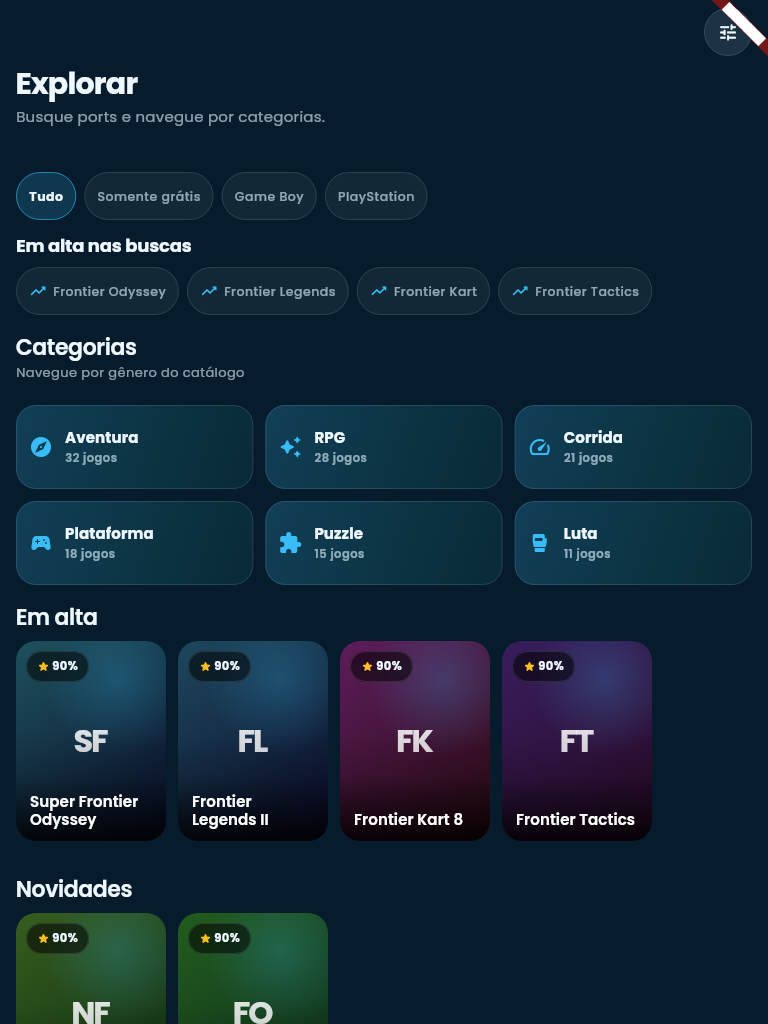 Explorar
Busque ports e navegue por categorias.
Tudo
Somente grátis
Game Boy
PlayStation
Em alta nas buscas
Frontier Odyssey
Frontier Legends
Frontier Kart
Frontier Tactics
Categorias
Navegue por gênero do catálogo
Aventura
32 jogos
RPG
28 jogos
Corrida
21 jogos
Plataforma
18 jogos
Puzzle
15 jogos
Luta
11 jogos
Em alta
90%
SF
Super Frontier
Odyssey
90%
FL
Frontier
Legends II
90%
FK
Frontier Kart 8
90%
FT
Frontier Tactics
Novidades
90%
NF
90%
FO